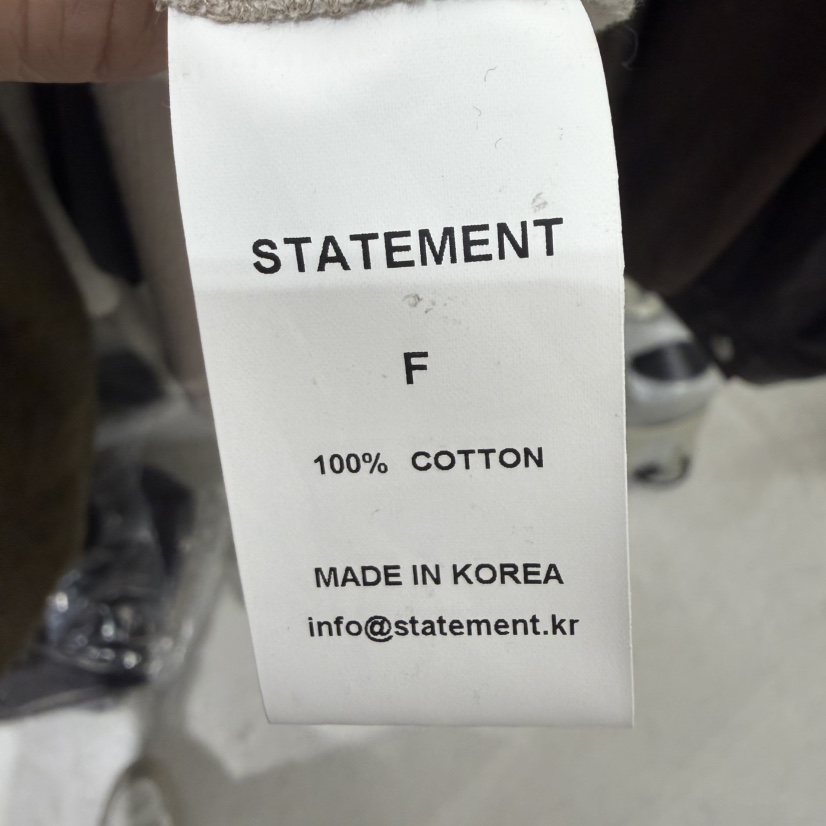 STATEMENT
F
100% COTTON
MADE IN KOREA
info@statement.kr